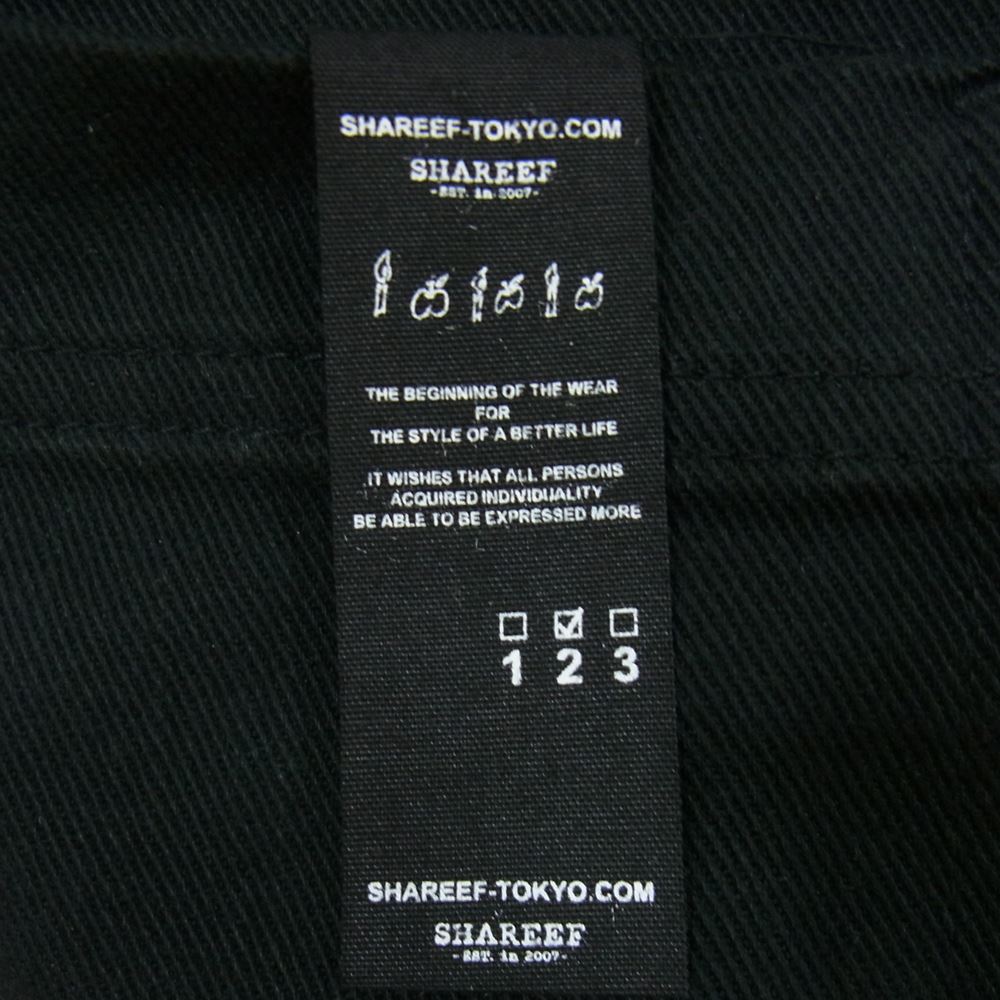 SHAREEF-TOKYO.COM
SHAREEF
-EST. in 2007-
THE BEGINNING OF THE WEAR
FOR
THE STYLE OF A BETTER LIFE
IT WISHES THAT ALL PERSONS
ACQUIRED INDIVIDUALITY
BE ABLE TO BE EXPRESSED MORE
1 2 3
SHAREEF-TOKYO.COM
SHAREEF
-EST. in 2007-